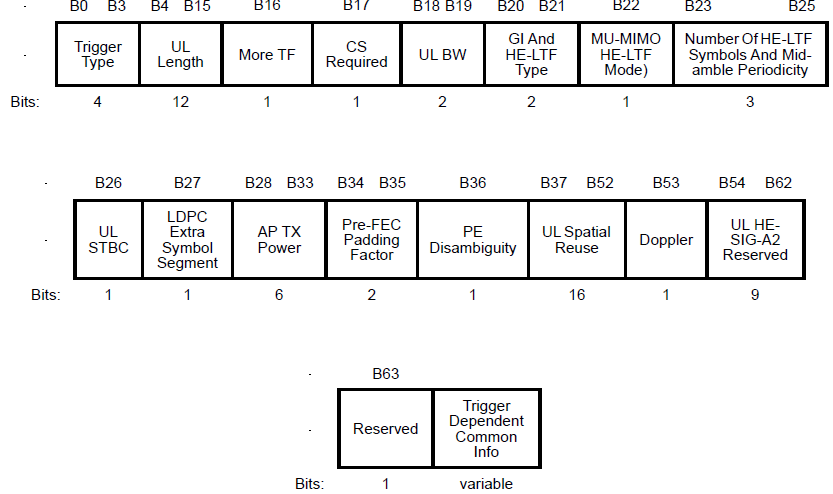 B0 B3 B4 B15 B16 B17 B18 B19 B20 B21 B22 B23 B25
Trigger Type UL Length More TF CS Required UL BW GI And HE-LTF Type MU-MIMO HE-LTF Mode) Number Of HE-LTF Symbols And Mid-amble Periodicity
Bits: 4 12 1 1 2 2 1 3
B26 B27 B28 B33 B34 B35 B36 B37 B52 B53 B54 B62
UL STBC LDPC Extra Symbol Segment AP TX Power Pre-FEC Padding Factor PE Disambiguity UL Spatial Reuse Doppler UL HE-SIG-A2 Reserved
Bits: 1 1 6 2 1 16 1 9
B63
Reserved Trigger Dependent Common Info
Bits: 1 variable